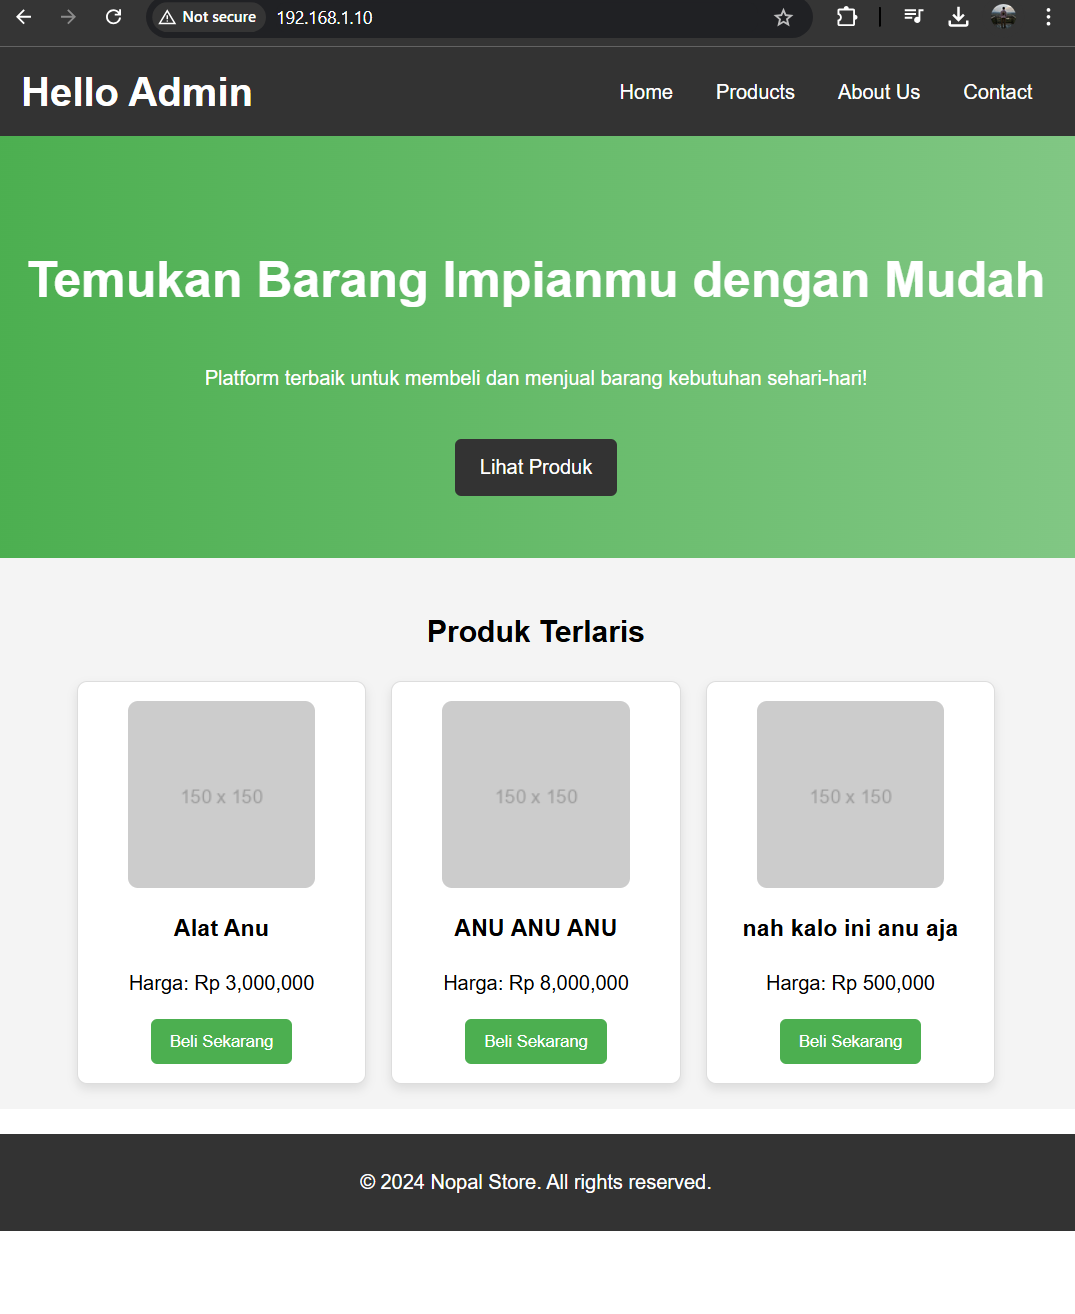 Not secure
192.168.1.10
Hello Admin
Home
Products
About Us
Contact
Temukan Barang Impianmu dengan Mudah
Platform terbaik untuk membeli dan menjual barang kebutuhan sehari-hari!
Lihat Produk
Produk Terlaris
150 x 150
150 x 150
150 x 150
Alat Anu
ANU ANU ANU
nah kalo ini anu aja
Harga: Rp 3,000,000
Harga: Rp 8,000,000
Harga: Rp 500,000
Beli Sekarang
Beli Sekarang
Beli Sekarang
© 2024 Nopal Store. All rights reserved.